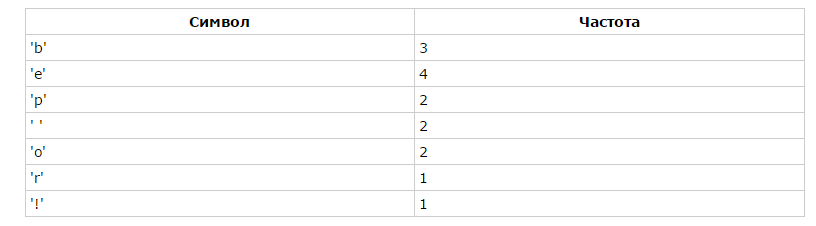 Символ Частота
'b' 3
'e' 4
'p' 2
' ' 2
'o' 2
'r' 1
'!' 1